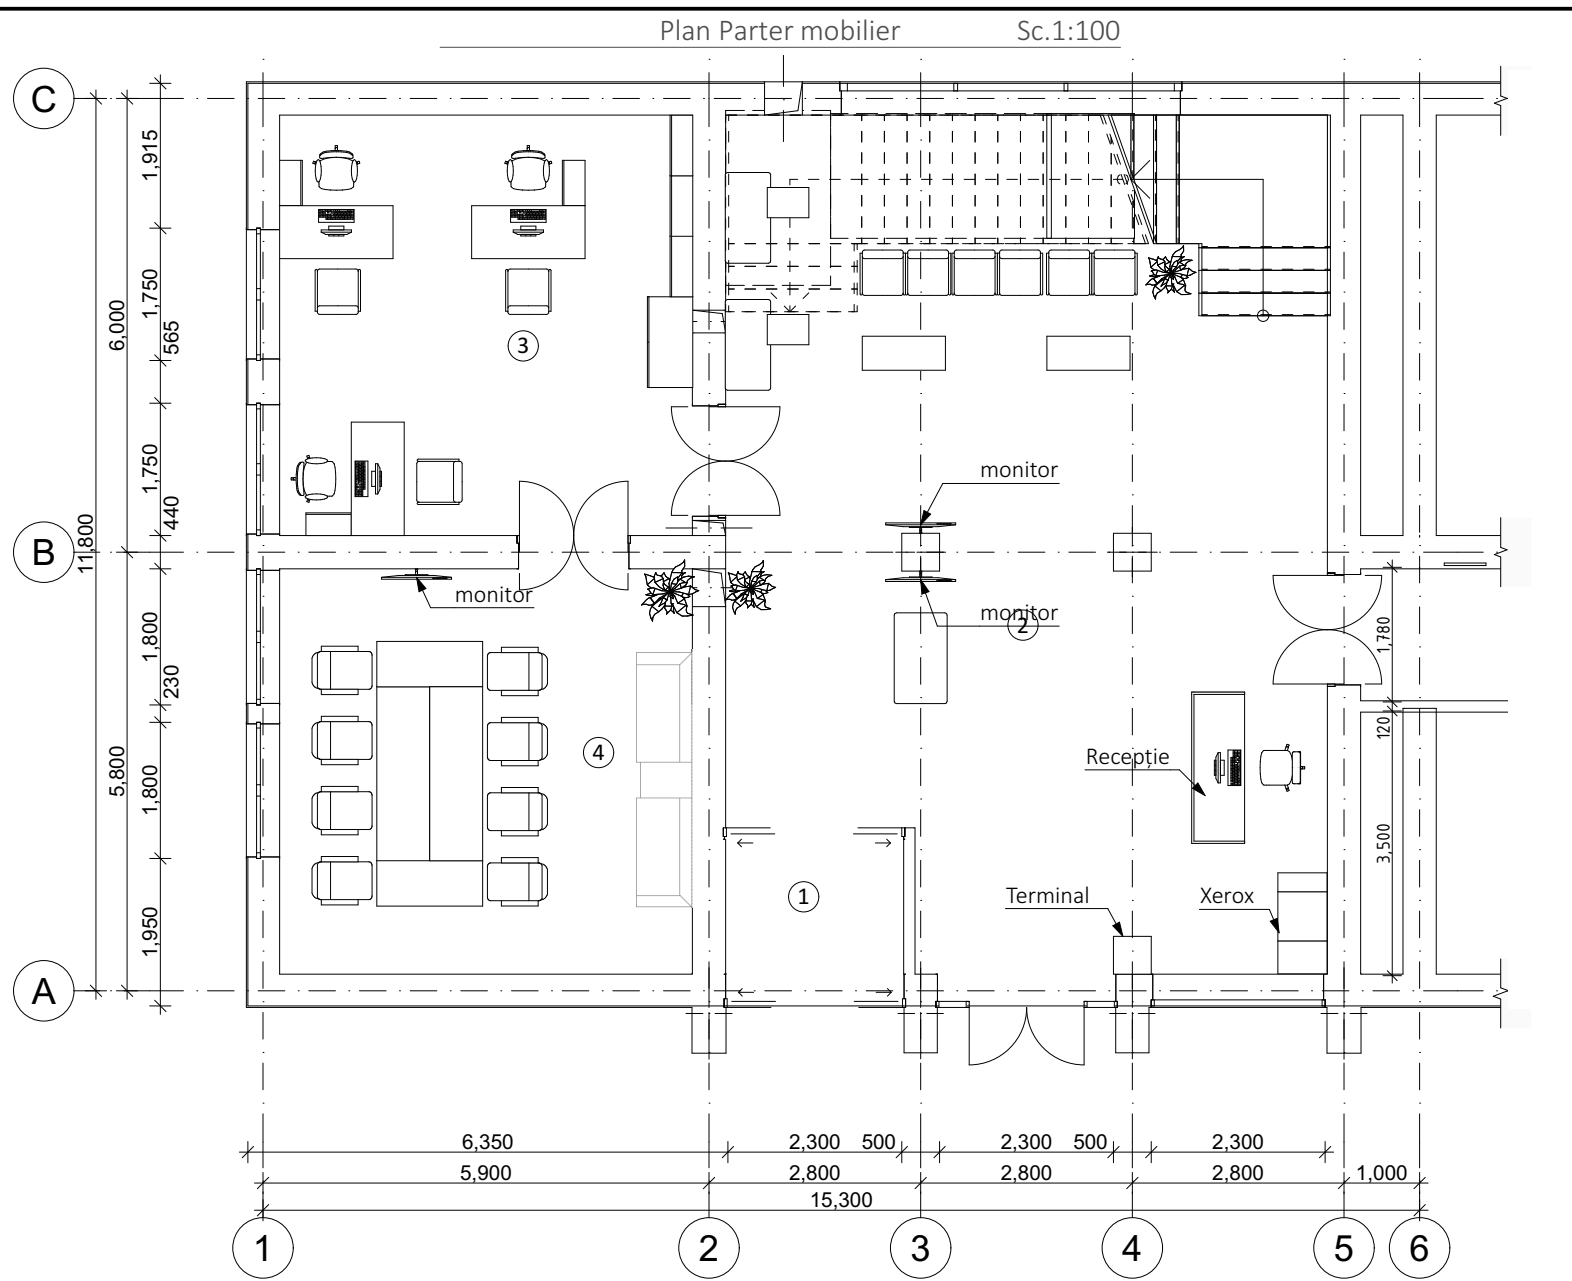 Plan Parter mobilier Sc.1:100
C
1,915
1,750
6,000
565
3
1,750
monitor
440
11,800
B
monitor
monitor
2
1,800
1,780
230
120
4
Recepție
5,800
1,800
3,500
1
Terminal
Xerox
1,950
A
6,350 2,300 500 2,300 500 2,300
5,900 2,800 2,800 2,800 1,000
15,300
1 2 3 4 5 6